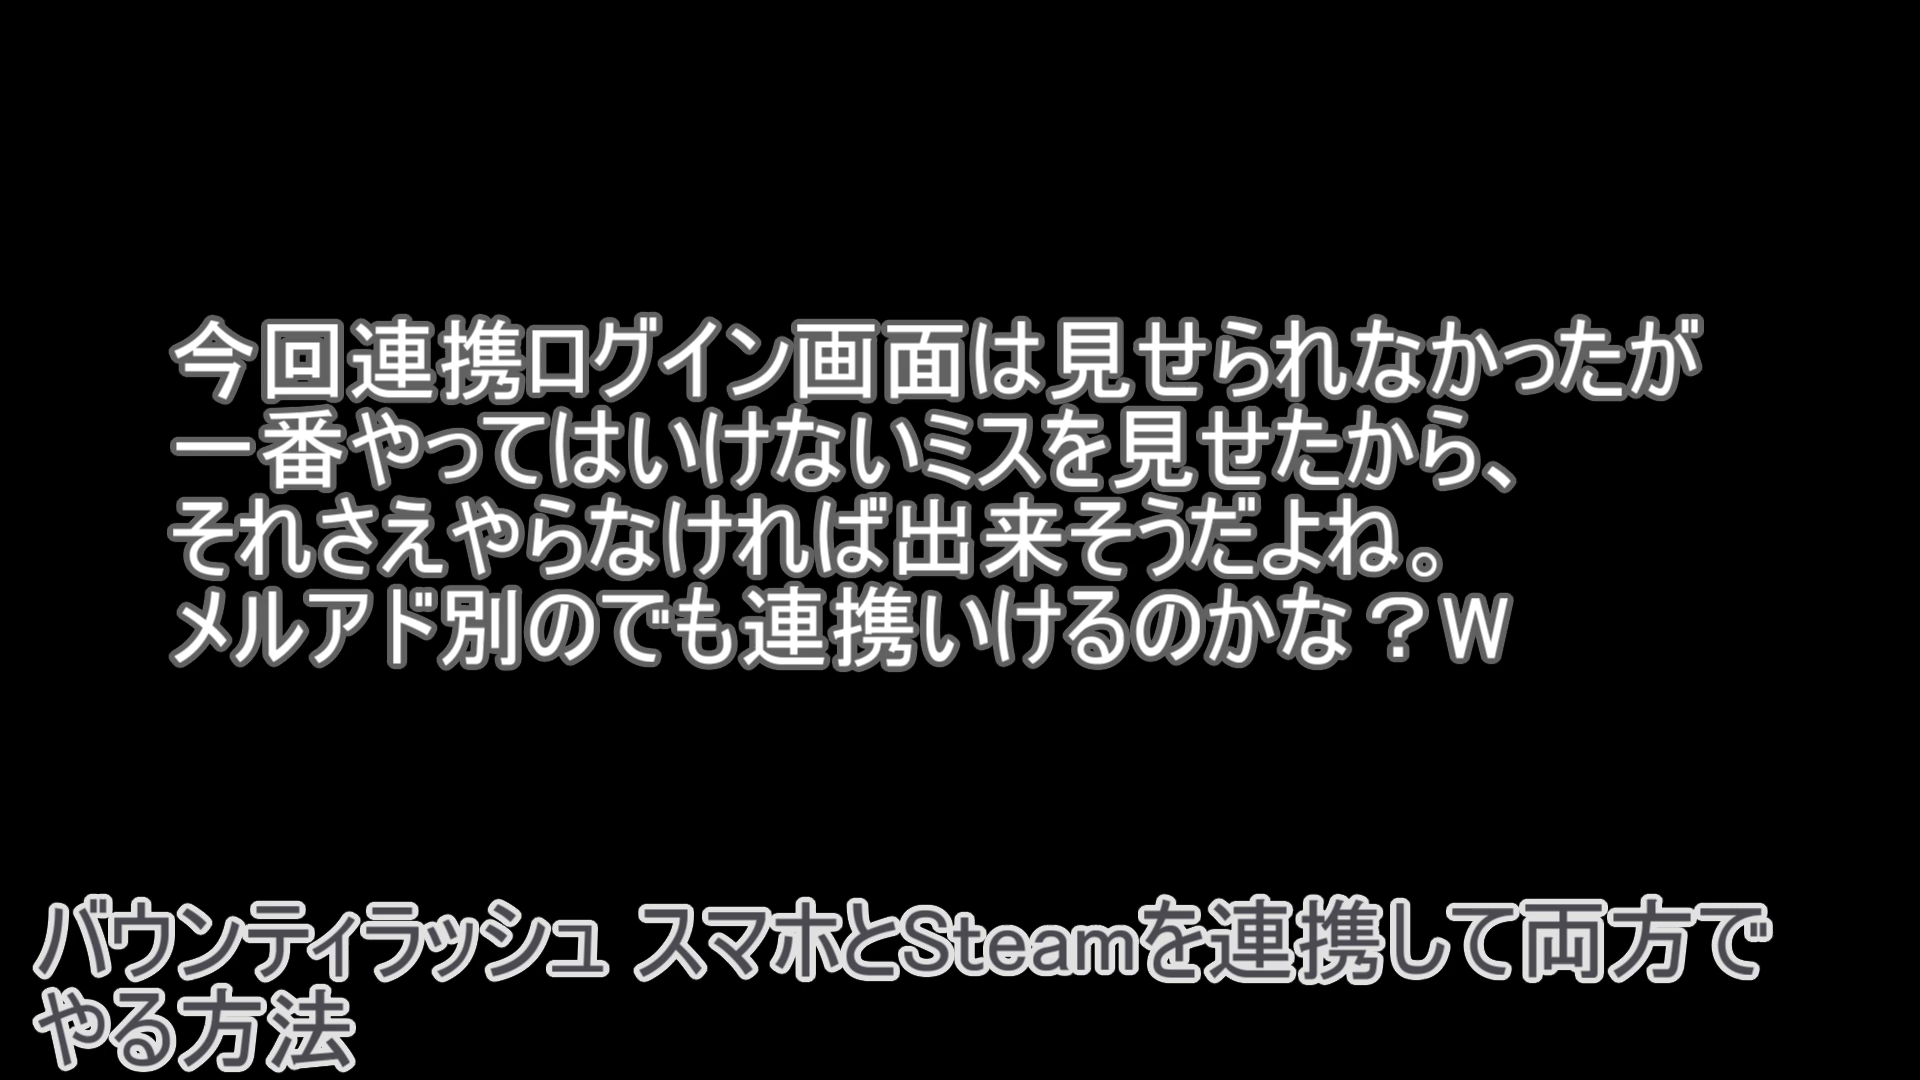 今回連携ログイン画面は見せられなかったが
一番やってはいけないミスを見せたから、
それさえやらなければ出来そうだよね。
メルアド別のでも連携いけるのかな？W
バウンティラッシュ スマホとSteamを連携して両方で
やる方法